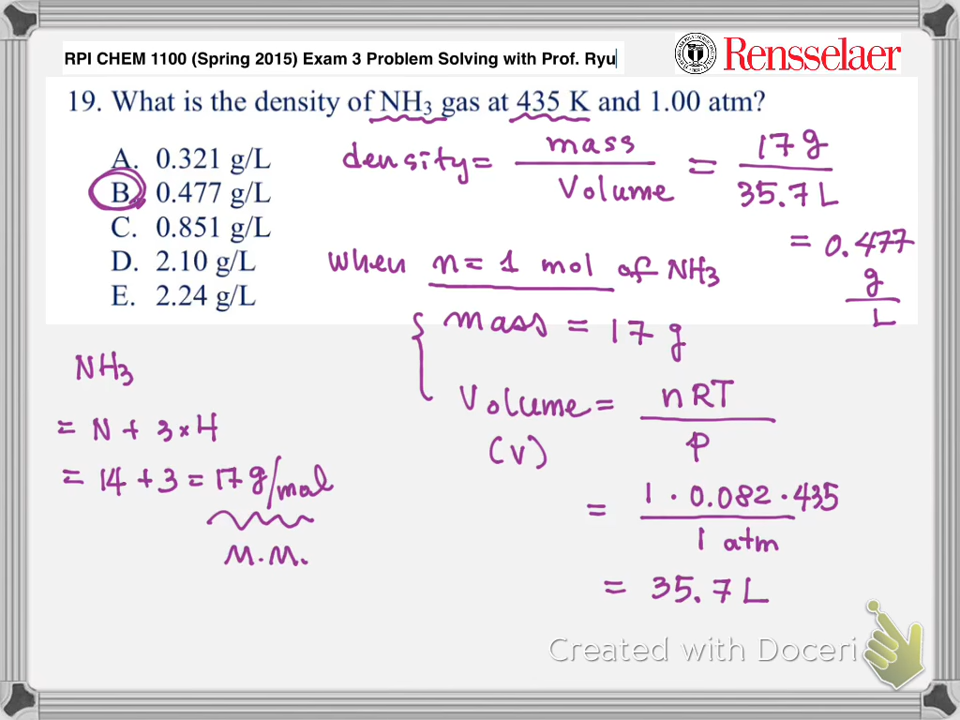 RPI CHEM 1100 (Spring 2015) Exam 3 Problem Solving with Prof. Ryu
Rensselaer
19. What is the density of NH3 gas at 435 K and 1.00 atm?
A. 0.321 g/L
B. 0.477 g/L
C. 0.851 g/L
D. 2.10 g/L
E. 2.24 g/L
density = mass / Volume = 17 g / 35.7 L
= 0.477 g / L
when n = 1 mol of NH3
mass = 17 g
Volume = nRT / P
(V)
= 1 · 0.082 · 435 / 1 atm
= 35.7 L
NH3
= N + 3 × H
= 14 + 3 = 17 g/mol
M.M.
Created with Doceri